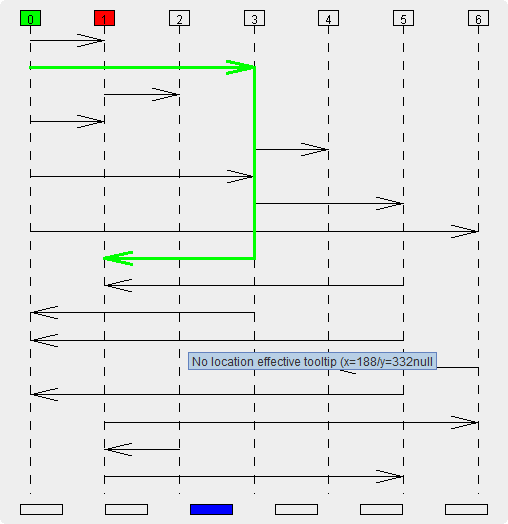 0 1 2 3 4 5 6
No location effective tooltip (x=188/y=332null